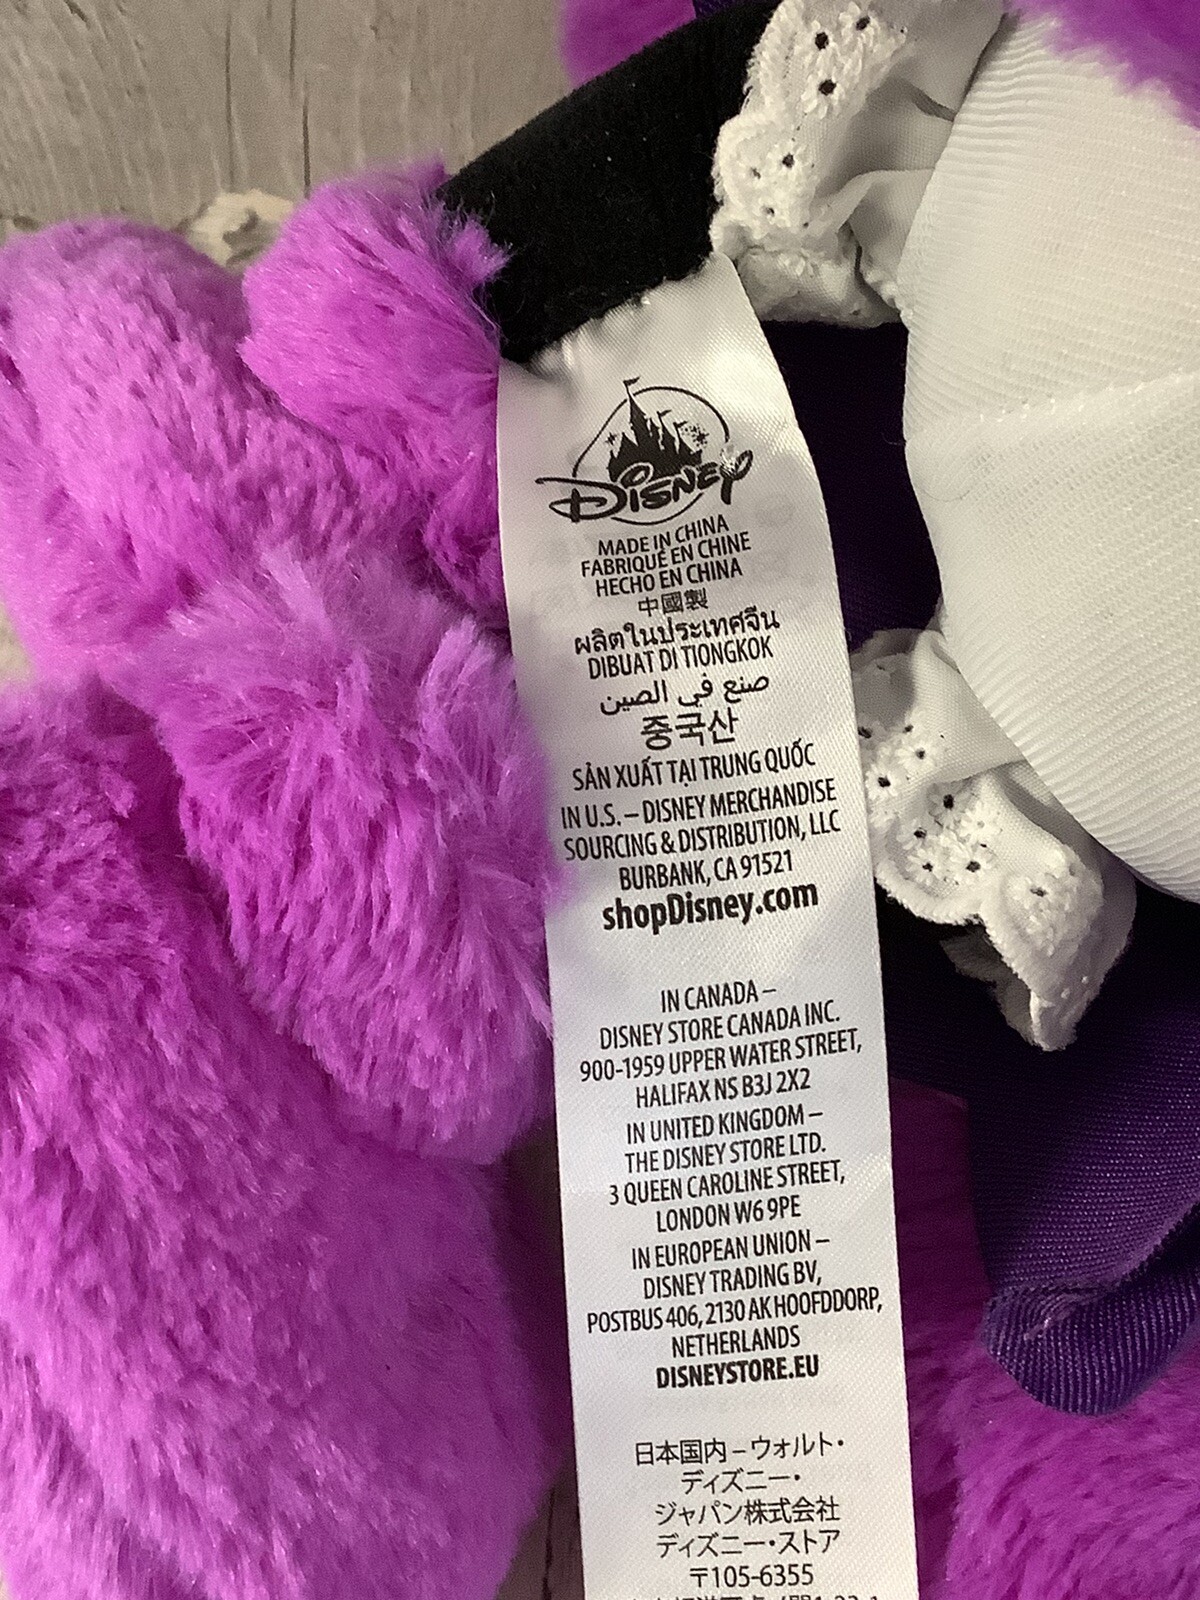 Disney
MADE IN CHINA
FABRIQUÉ EN CHINE
HECHO EN CHINA
中國製
ผลิตในประเทศจีน
DIBUAT DI TIONGKOK
صنع في الصين
중국산
SẢN XUẤT TẠI TRUNG QUỐC
IN U.S. – DISNEY MERCHANDISE
SOURCING & DISTRIBUTION, LLC
BURBANK, CA 91521
shopDisney.com
IN CANADA –
DISNEY STORE CANADA INC.
900-1959 UPPER WATER STREET,
HALIFAX NS B3J 2X2
IN UNITED KINGDOM –
THE DISNEY STORE LTD.
3 QUEEN CAROLINE STREET,
LONDON W6 9PE
IN EUROPEAN UNION –
DISNEY TRADING BV,
POSTBUS 406, 2130 AK HOOFDDORP,
NETHERLANDS
DISNEYSTORE.EU
日本国内 – ウォルト・
ディズニー・
ジャパン株式会社
ディズニー・ストア
〒105-6355